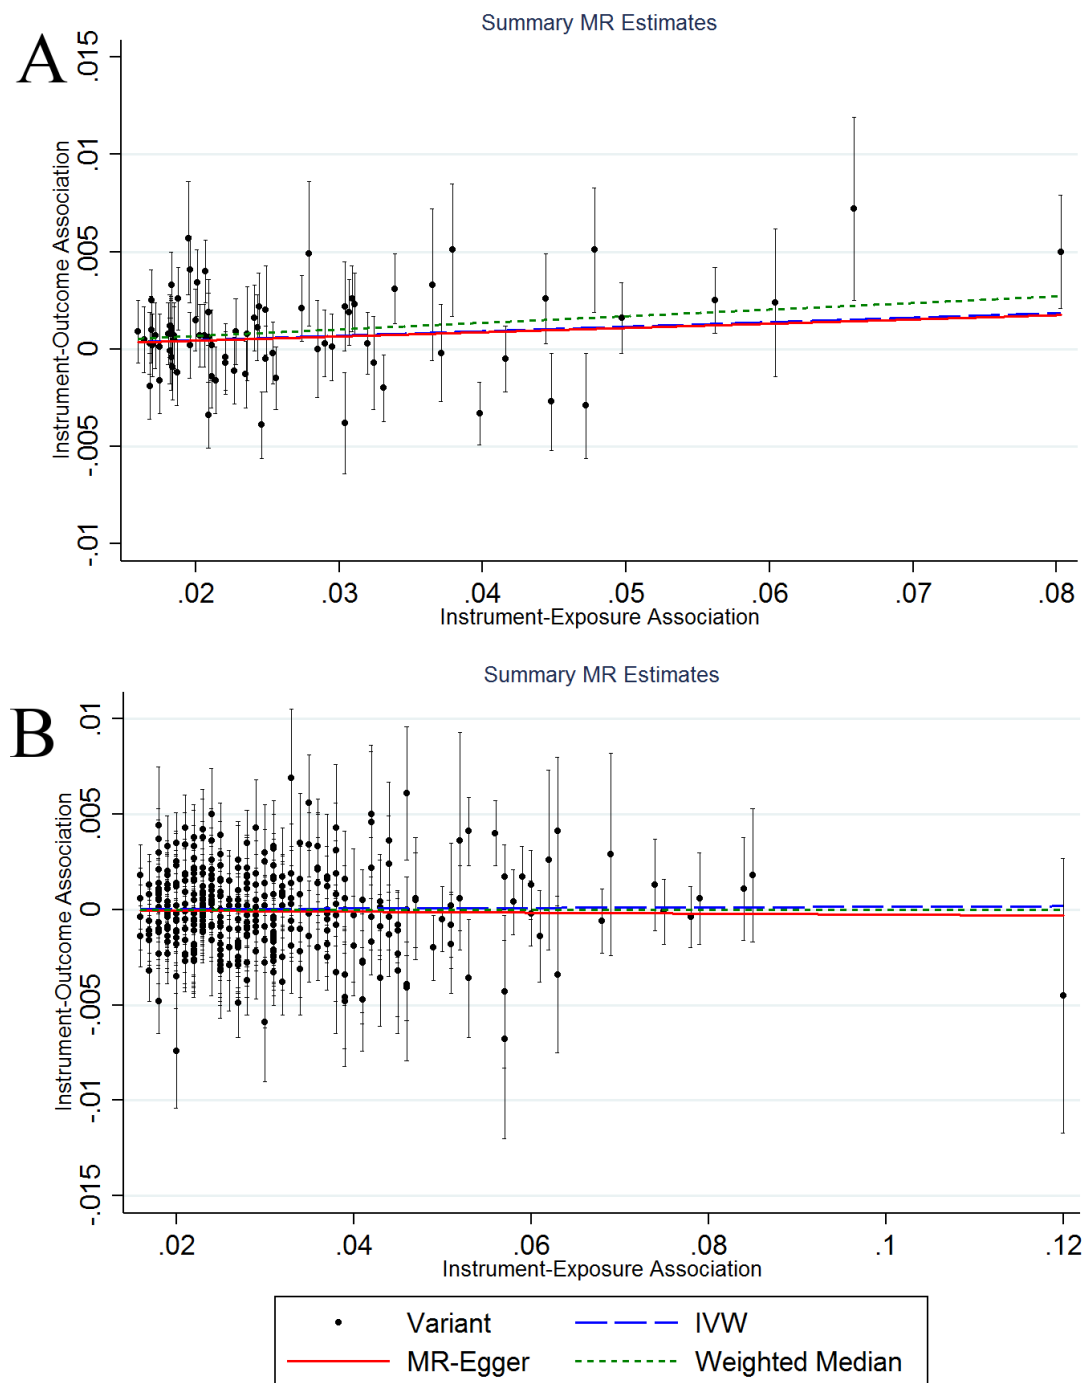 Summary MR Estimates
A
.015
.01
.005
0
-.005
-.01
Instrument-Outcome Association
.02 .03 .04 .05 .06 .07 .08
Instrument-Exposure Association
Summary MR Estimates
B
.01
.005
0
-.005
-.01
-.015
Instrument-Outcome Association
.02 .04 .06 .08 .1 .12
Instrument-Exposure Association
Variant IVW
MR-Egger Weighted Median